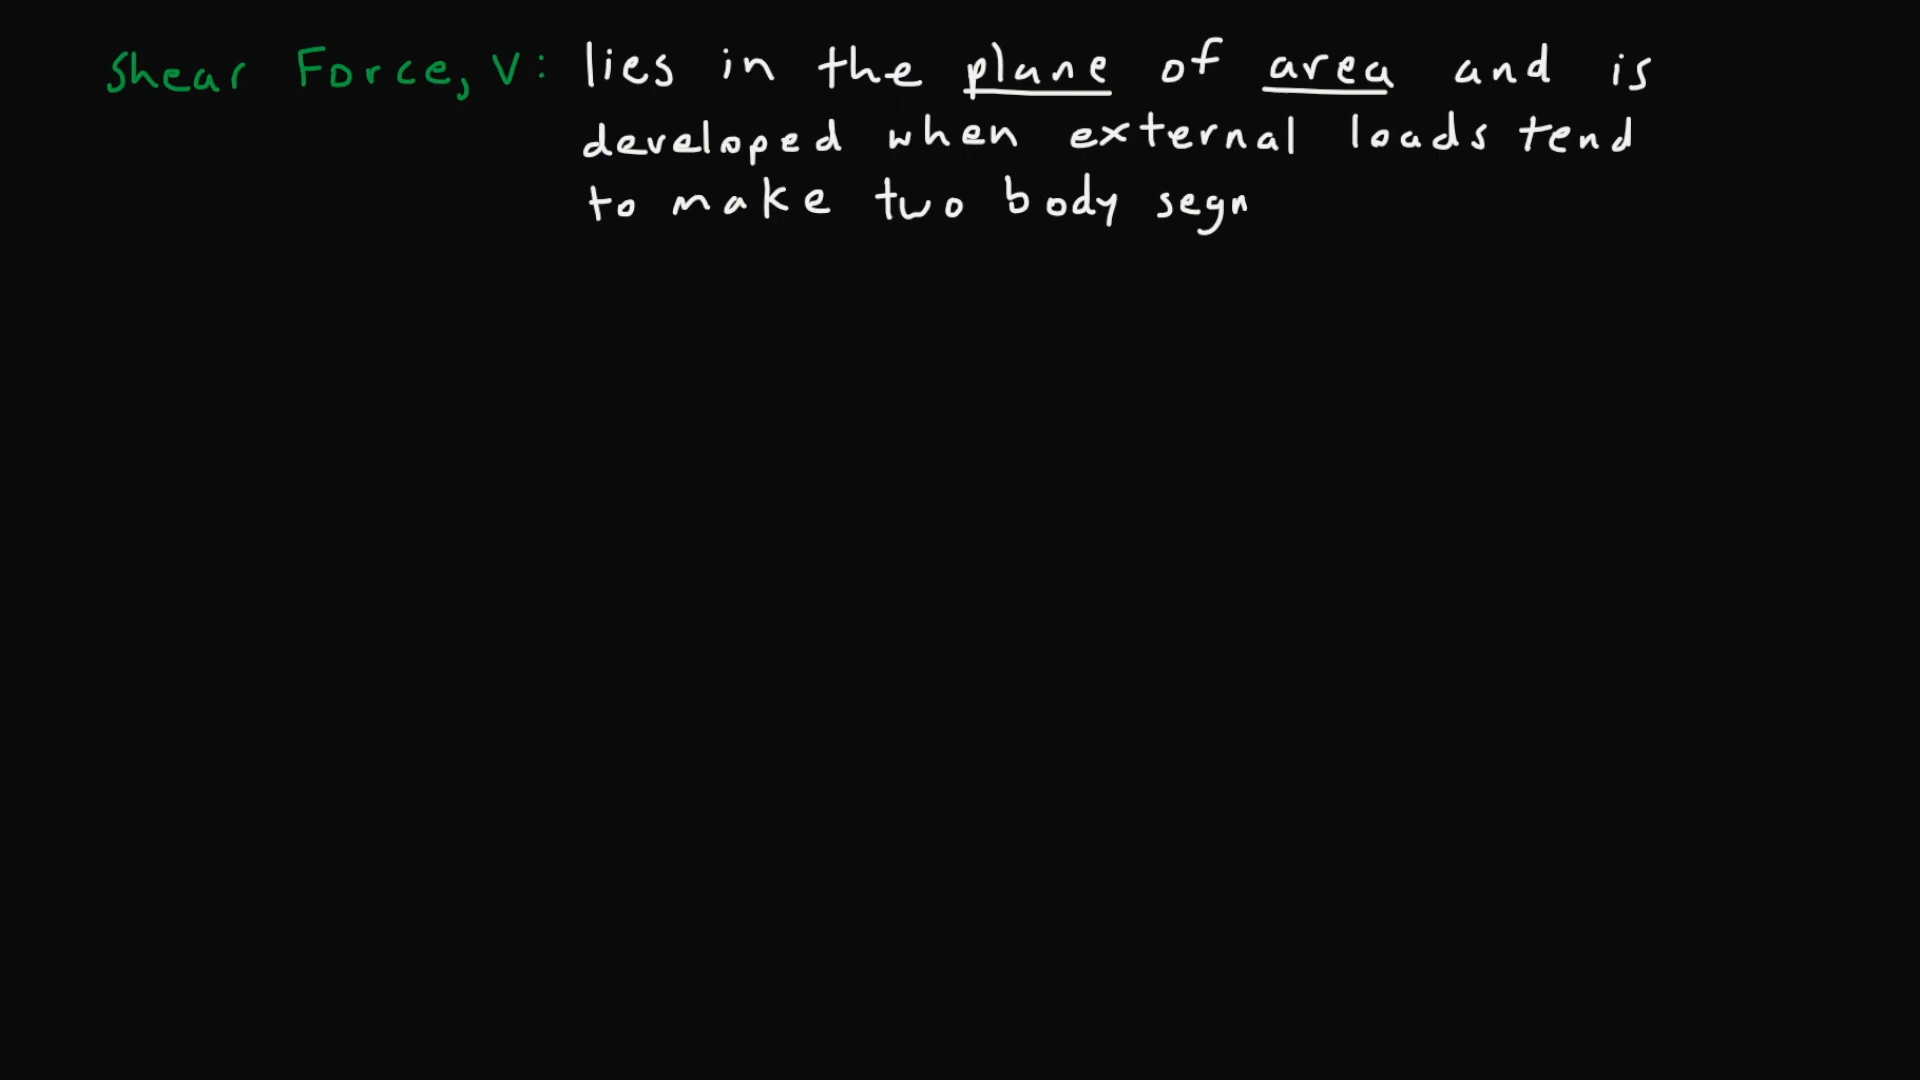 Shear Force, V: lies in the plane of area and is
developed when external loads tend
to make two body segn